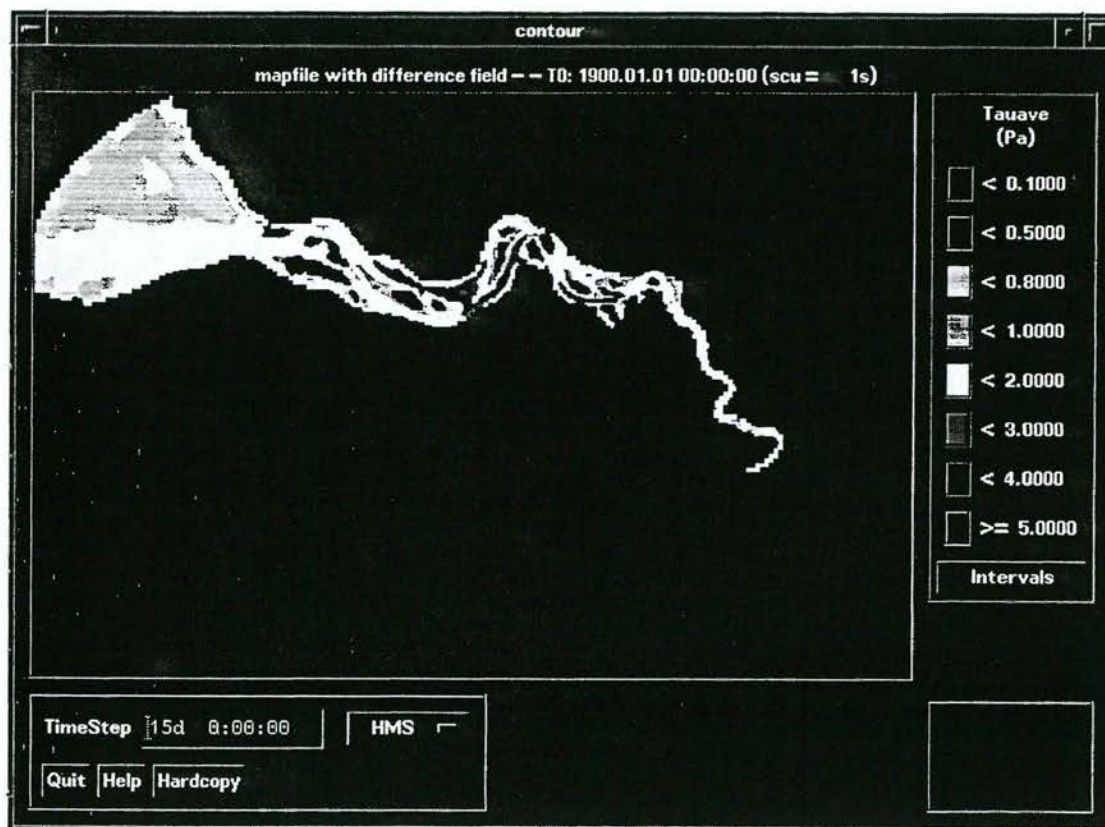 contour
mapfile with difference field -- T0: 1900.01.01 00:00:00 (scu = 1s)
Tauave
(Pa)
< 0.1000
< 0.5000
< 0.8000
< 1.0000
< 2.0000
< 3.0000
< 4.0000
>= 5.0000
Intervals
TimeStep 15d 0:00:00 HMS
Quit Help Hardcopy